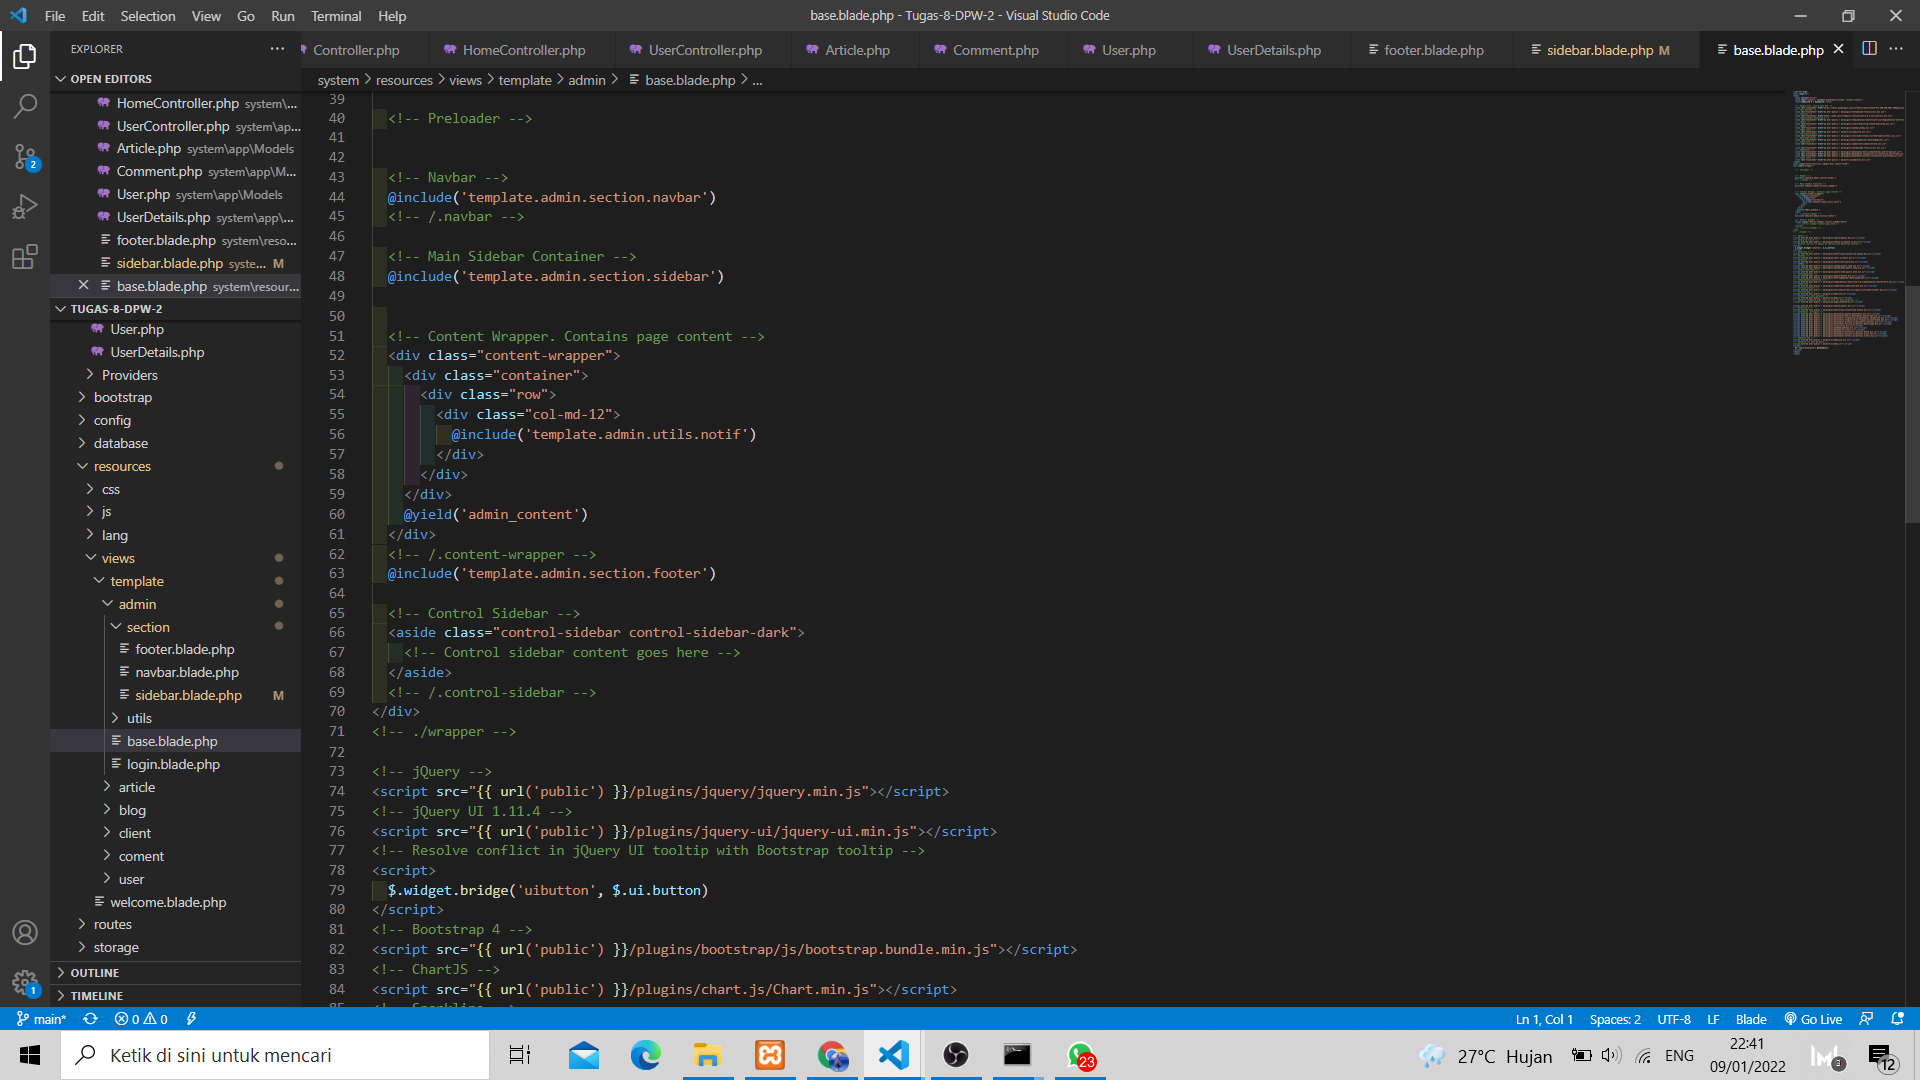 File Edit Selection View Go Run Terminal Help
base.blade.php - Tugas-8-DPW-2 - Visual Studio Code
EXPLORER
Controller.php HomeController.php UserController.php Article.php Comment.php User.php UserDetails.php footer.blade.php sidebar.blade.php M base.blade.php
system > resources > views > template > admin > base.blade.php > ...
OPEN EDITORS
HomeController.php system\...
UserController.php system\ap...
Article.php system\app\Models
Comment.php system\app\M...
User.php system\app\Models
UserDetails.php system\app\...
footer.blade.php system\reso...
sidebar.blade.php syste... M
base.blade.php system\resour...
TUGAS-8-DPW-2
User.php
UserDetails.php
Providers
bootstrap
config
database
resources
css
js
lang
views
template
admin
section
footer.blade.php
navbar.blade.php
sidebar.blade.php M
utils
base.blade.php
login.blade.php
article
blog
client
coment
user
welcome.blade.php
routes
storage
OUTLINE
TIMELINE
39
40 <!-- Preloader -->
41
42
43 <!-- Navbar -->
44 @include('template.admin.section.navbar')
45 <!-- /.navbar -->
46
47 <!-- Main Sidebar Container -->
48 @include('template.admin.section.sidebar')
49
50
51 <!-- Content Wrapper. Contains page content -->
52 <div class="content-wrapper">
53 <div class="container">
54 <div class="row">
55 <div class="col-md-12">
56 @include('template.admin.utils.notif')
57 </div>
58 </div>
59 </div>
60 @yield('admin_content')
61 </div>
62 <!-- /.content-wrapper -->
63 @include('template.admin.section.footer')
64
65 <!-- Control Sidebar -->
66 <aside class="control-sidebar control-sidebar-dark">
67 <!-- Control sidebar content goes here -->
68 </aside>
69 <!-- /.control-sidebar -->
70 </div>
71 <!-- ./wrapper -->
72
73 <!-- jQuery -->
74 <script src="{{ url('public') }}/plugins/jquery/jquery.min.js"></script>
75 <!-- jQuery UI 1.11.4 -->
76 <script src="{{ url('public') }}/plugins/jquery-ui/jquery-ui.min.js"></script>
77 <!-- Resolve conflict in jQuery UI tooltip with Bootstrap tooltip -->
78 <script>
79 $.widget.bridge('uibutton', $.ui.button)
80 </script>
81 <!-- Bootstrap 4 -->
82 <script src="{{ url('public') }}/plugins/bootstrap/js/bootstrap.bundle.min.js"></script>
83 <!-- ChartJS -->
84 <script src="{{ url('public') }}/plugins/chart.js/Chart.min.js"></script>
2
1
main* 0 0
Ln 1, Col 1 Spaces: 2 UTF-8 LF Blade Go Live
Ketik di sini untuk mencari
23
27°C Hujan
ENG
22:41
09/01/2022
3
12